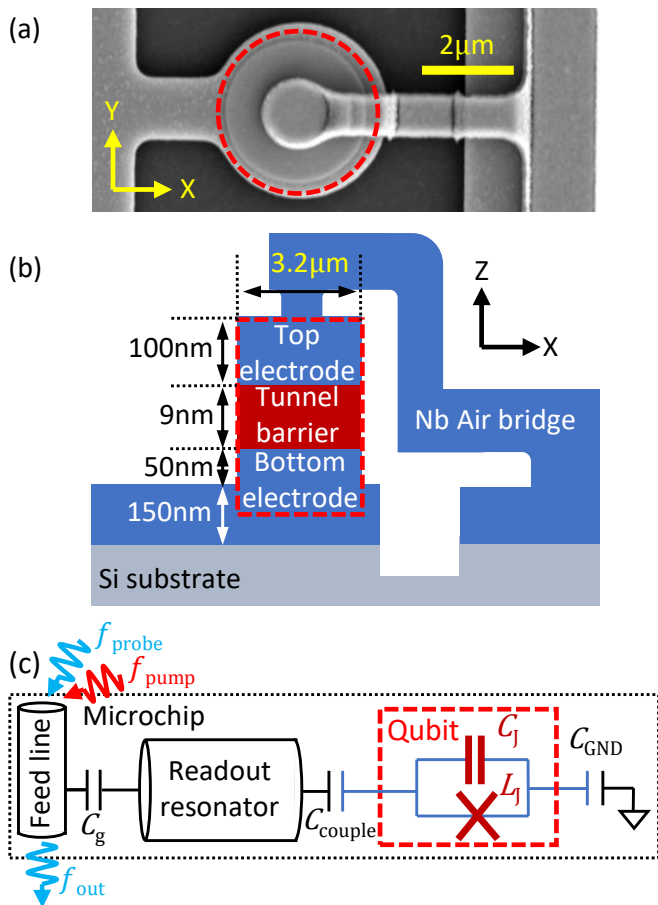 (a)
2μm
Y
X
(b)
3.2μm
Z
X
100nm
Top
electrode
9nm
Tunnel
barrier
Nb Air bridge
50nm
Bottom
electrode
150nm
Si substrate
(c)
fprobe
fpump
Microchip
Feed line
Cg
Readout
resonator
Ccouple
Qubit
CJ
LJ
CGND
fout